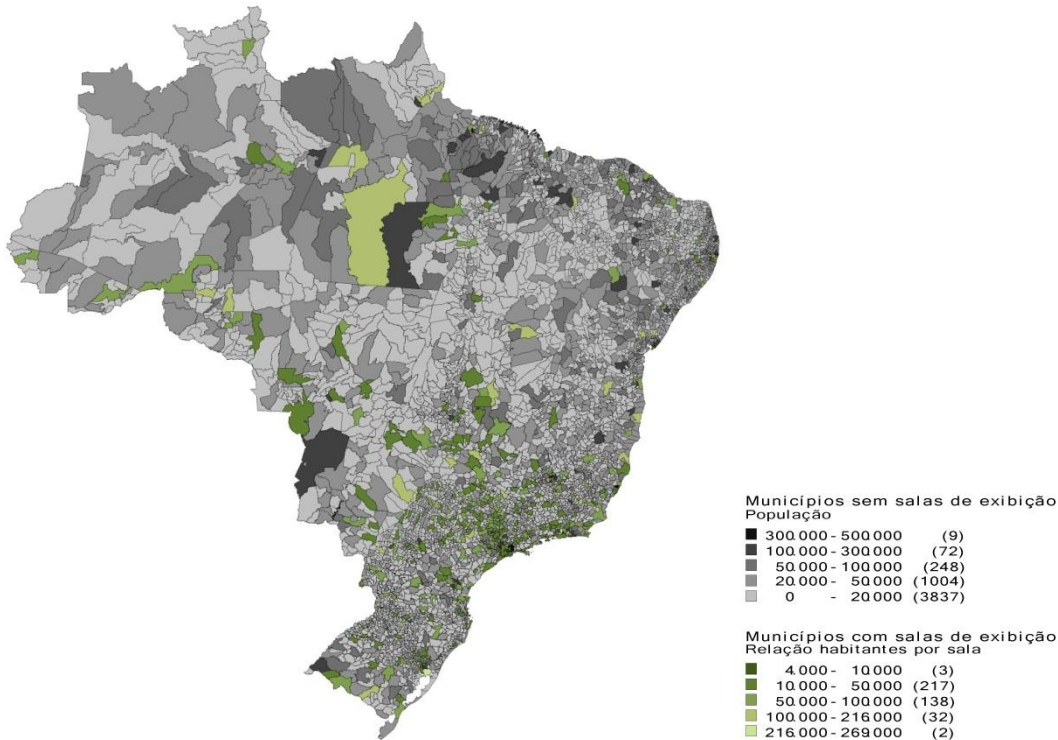 Municípios sem salas de exibição
População
300.000 - 500.000 (9)
100.000 - 300.000 (72)
50.000 - 100.000 (248)
20.000 - 50.000 (1004)
0 - 20.000 (3837)
Municípios com salas de exibição
Relação habitantes por sala
4.000 - 10.000 (3)
10.000 - 50.000 (217)
50.000 - 100.000 (138)
100.000 - 216.000 (32)
216.000 - 269.000 (2)